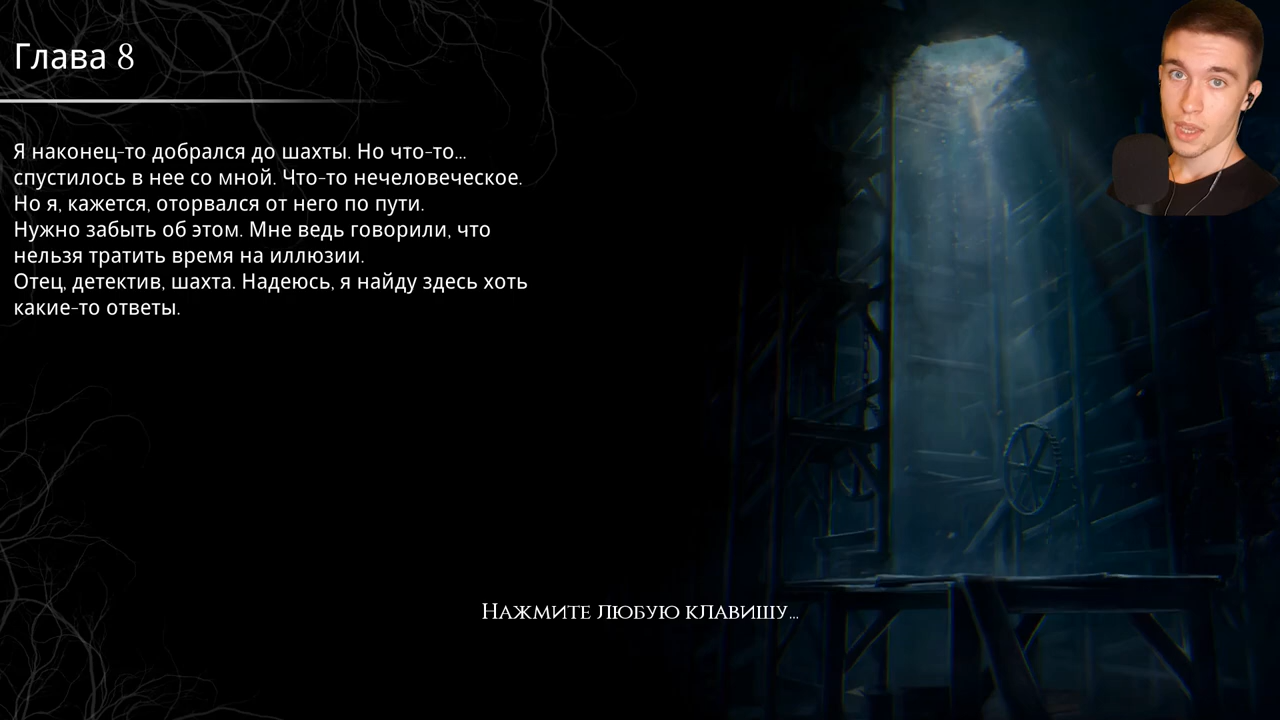 Глава 8
Я наконец-то добрался до шахты. Но что-то...
спустилось в нее со мной. Что-то нечеловеческое.
Но я, кажется, оторвался от него по пути.
Нужно забыть об этом. Мне ведь говорили, что
нельзя тратить время на иллюзии.
Отец, детектив, шахта. Надеюсь, я найду здесь хоть
какие-то ответы.
Нажмите любую клавишу...